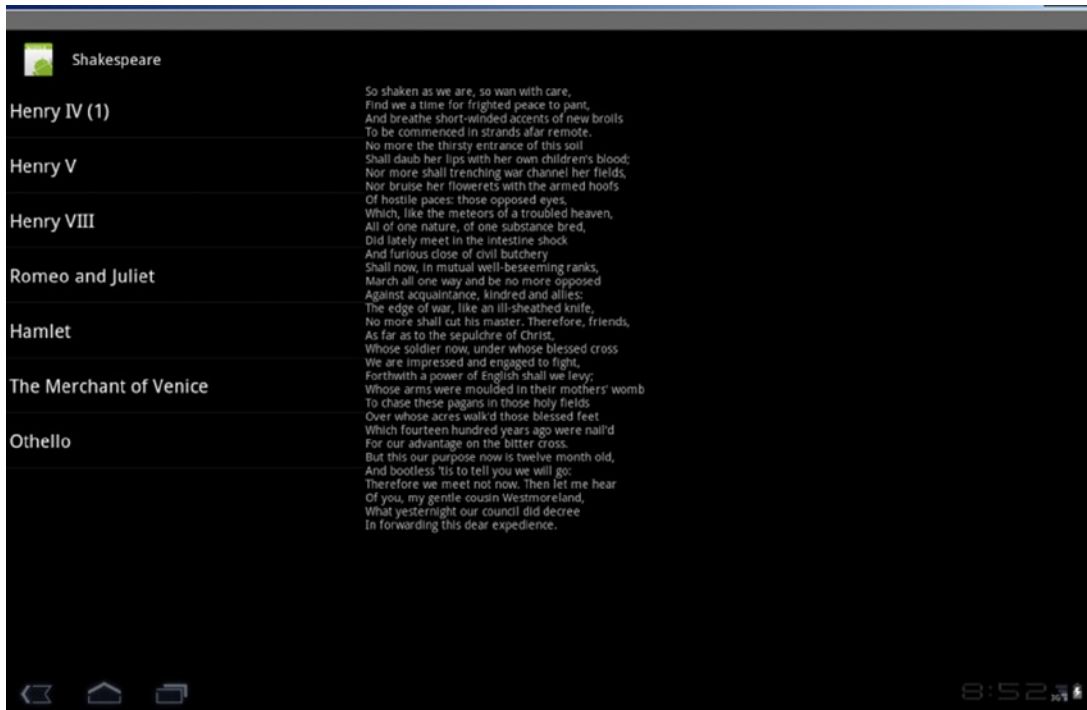 Shakespeare
Henry IV (1)
Henry V
Henry VIII
Romeo and Juliet
Hamlet
The Merchant of Venice
Othello
So shaken as we are, so wan with care,
Find we a time for frighted peace to pant,
And breathe short-winded accents of new broils
To be commenced in strands afar remote.
No more the thirsty entrance of this soil
Shall daub her lips with her own children's blood;
Nor more shall trenching war channel her fields,
Nor bruise her flowerets with the armed hoofs
Of hostile paces: those opposed eyes,
Which, like the meteors of a troubled heaven,
All of one nature, of one substance bred,
Did lately meet in the intestine shock
And furious close of civil butchery
Shall now, in mutual well-beseeming ranks,
March all one way and be no more opposed
Against acquaintance, kindred and allies:
The edge of war, like an ill-sheathed knife,
No more shall cut his master. Therefore, friends,
As far as to the sepulchre of Christ,
Whose soldier now, under whose blessed cross
We are impressed and engaged to fight,
Forthwith a power of English shall we levy;
Whose arms were moulded in their mothers' womb
To chase these pagans in those holy fields
Over whose acres walk'd those blessed feet
Which fourteen hundred years ago were nail'd
For our advantage on the bitter cross.
But this our purpose now is twelve month old,
And bootless 'tis to tell you we will go:
Therefore we meet not now. Then let me hear
Of you, my gentle cousin Westmoreland,
What yesternight our council did decree
In forwarding this dear expedience.
8:52
3G